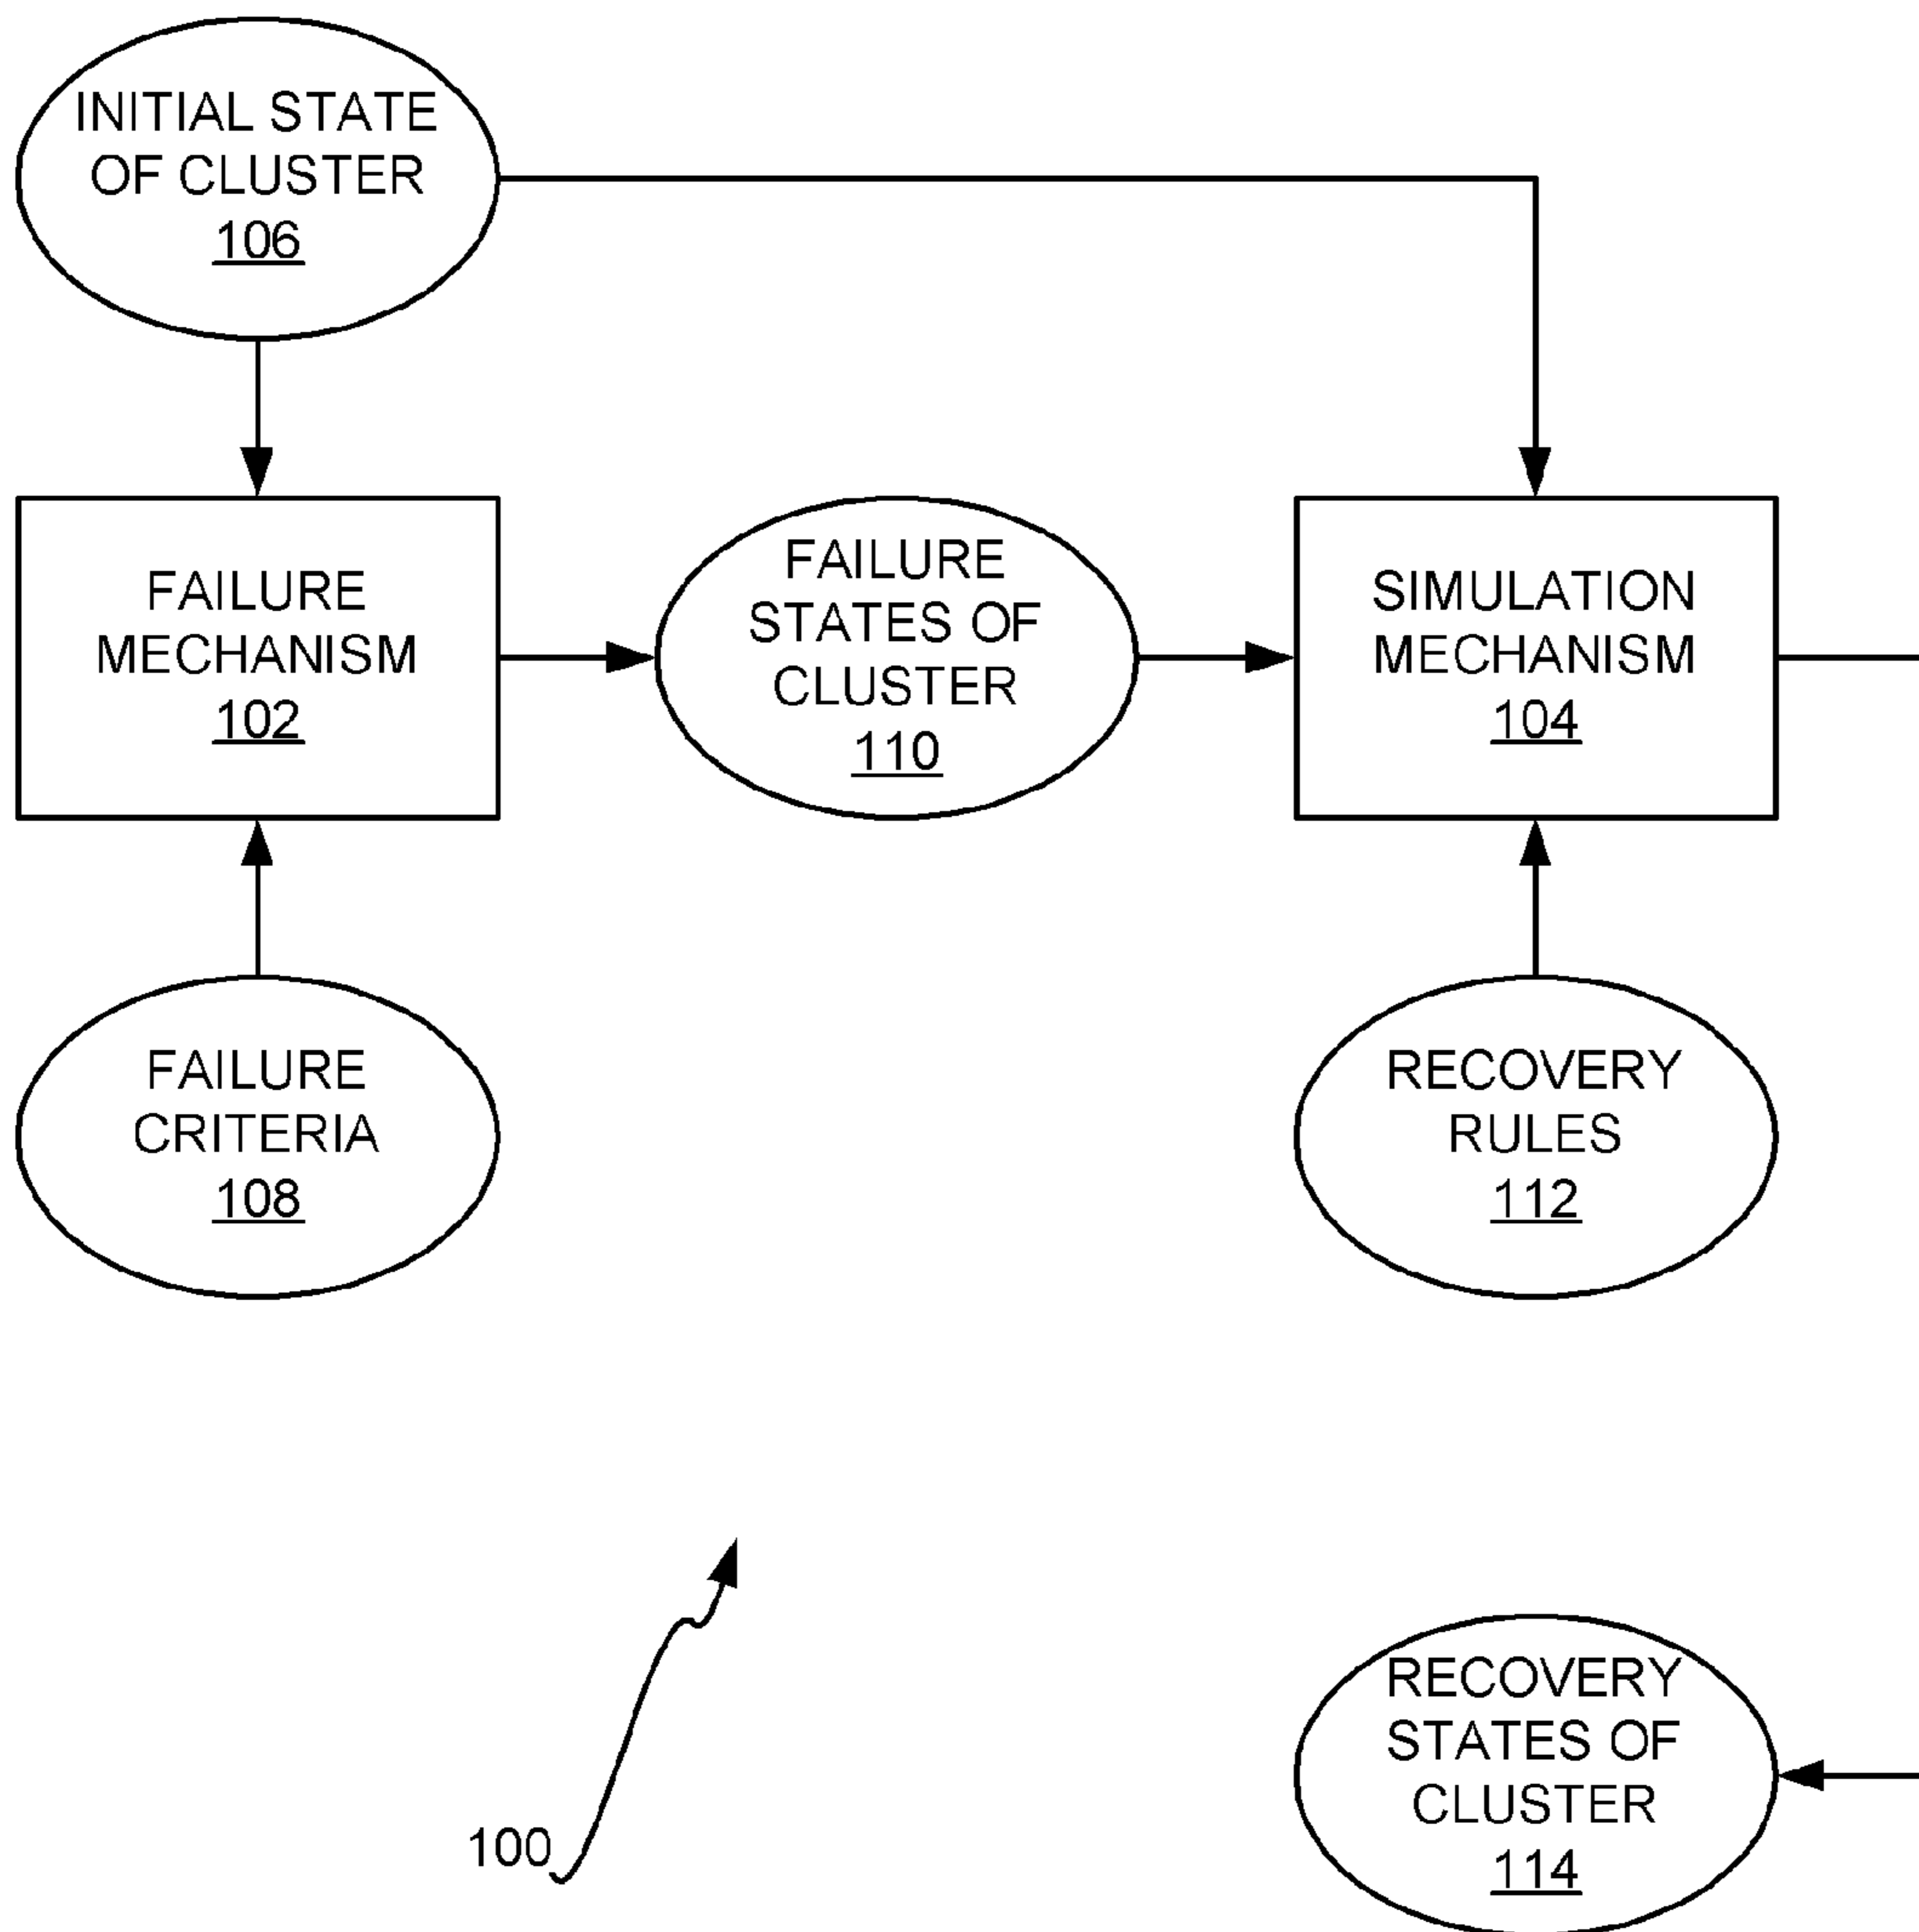 INITIAL STATE
OF CLUSTER
106
FAILURE
MECHANISM
102
FAILURE
STATES OF
CLUSTER
110
SIMULATION
MECHANISM
104
FAILURE
CRITERIA
108
RECOVERY
RULES
112
100
RECOVERY
STATES OF
CLUSTER
114